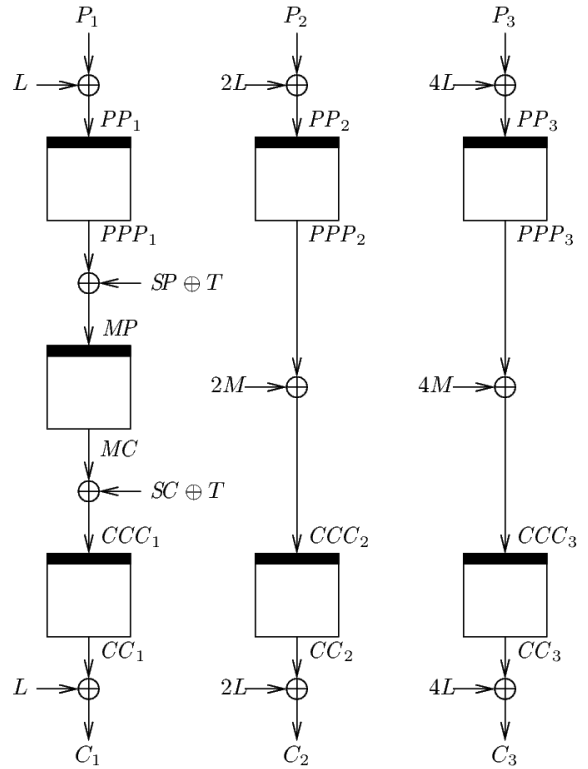 P₁ P₂ P₃
L 2L 4L
PP₁ PP₂ PP₃
PPP₁ PPP₂ PPP₃
SP ⊕ T
MP
2M 4M
MC
SC ⊕ T
CCC₁ CCC₂ CCC₃
CC₁ CC₂ CC₃
L 2L 4L
C₁ C₂ C₃